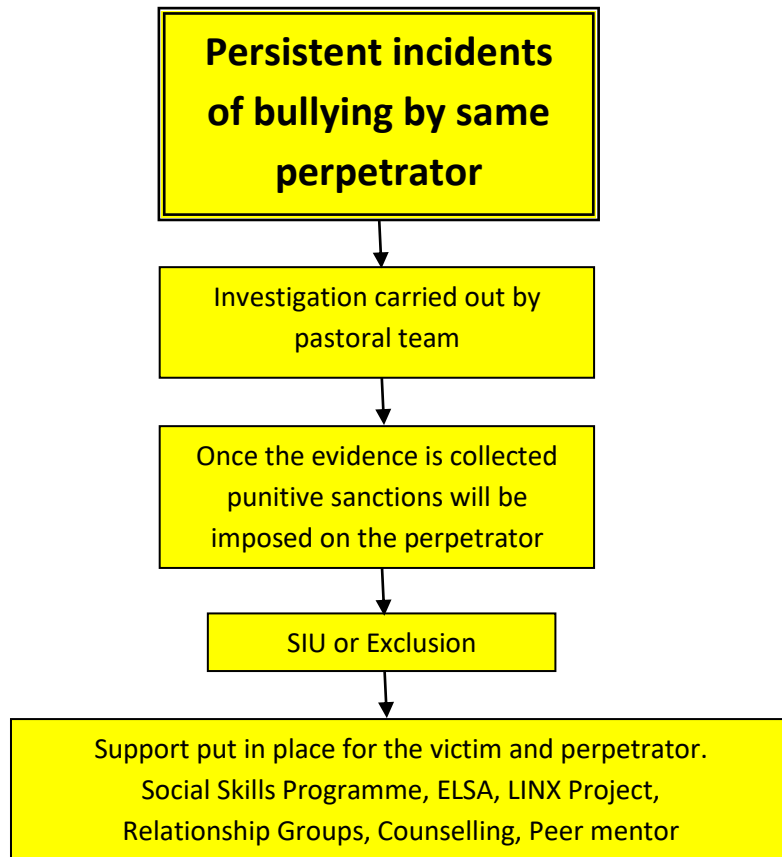 Persistent incidents
of bullying by same
perpetrator
Investigation carried out by
pastoral team
Once the evidence is collected
punitive sanctions will be
imposed on the perpetrator
SIU or Exclusion
Support put in place for the victim and perpetrator.
Social Skills Programme, ELSA, LINX Project,
Relationship Groups, Counselling, Peer mentor